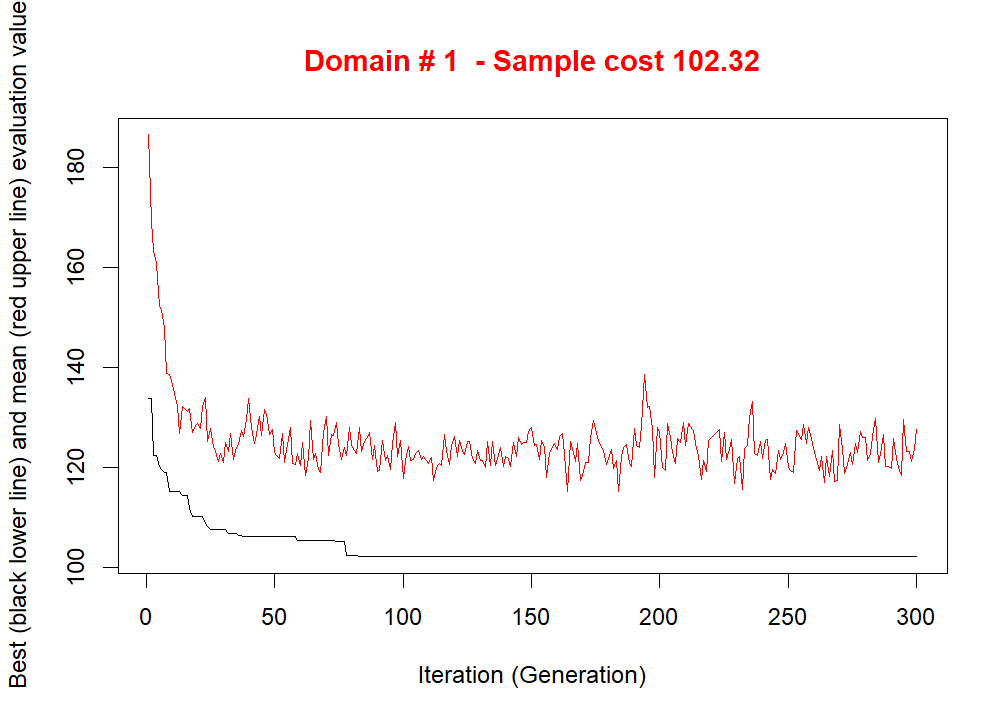 Domain # 1  - Sample cost 102.32
Best (black lower line) and mean (red upper line) evaluation value
180
160
140
120
100
0 50 100 150 200 250 300
Iteration (Generation)